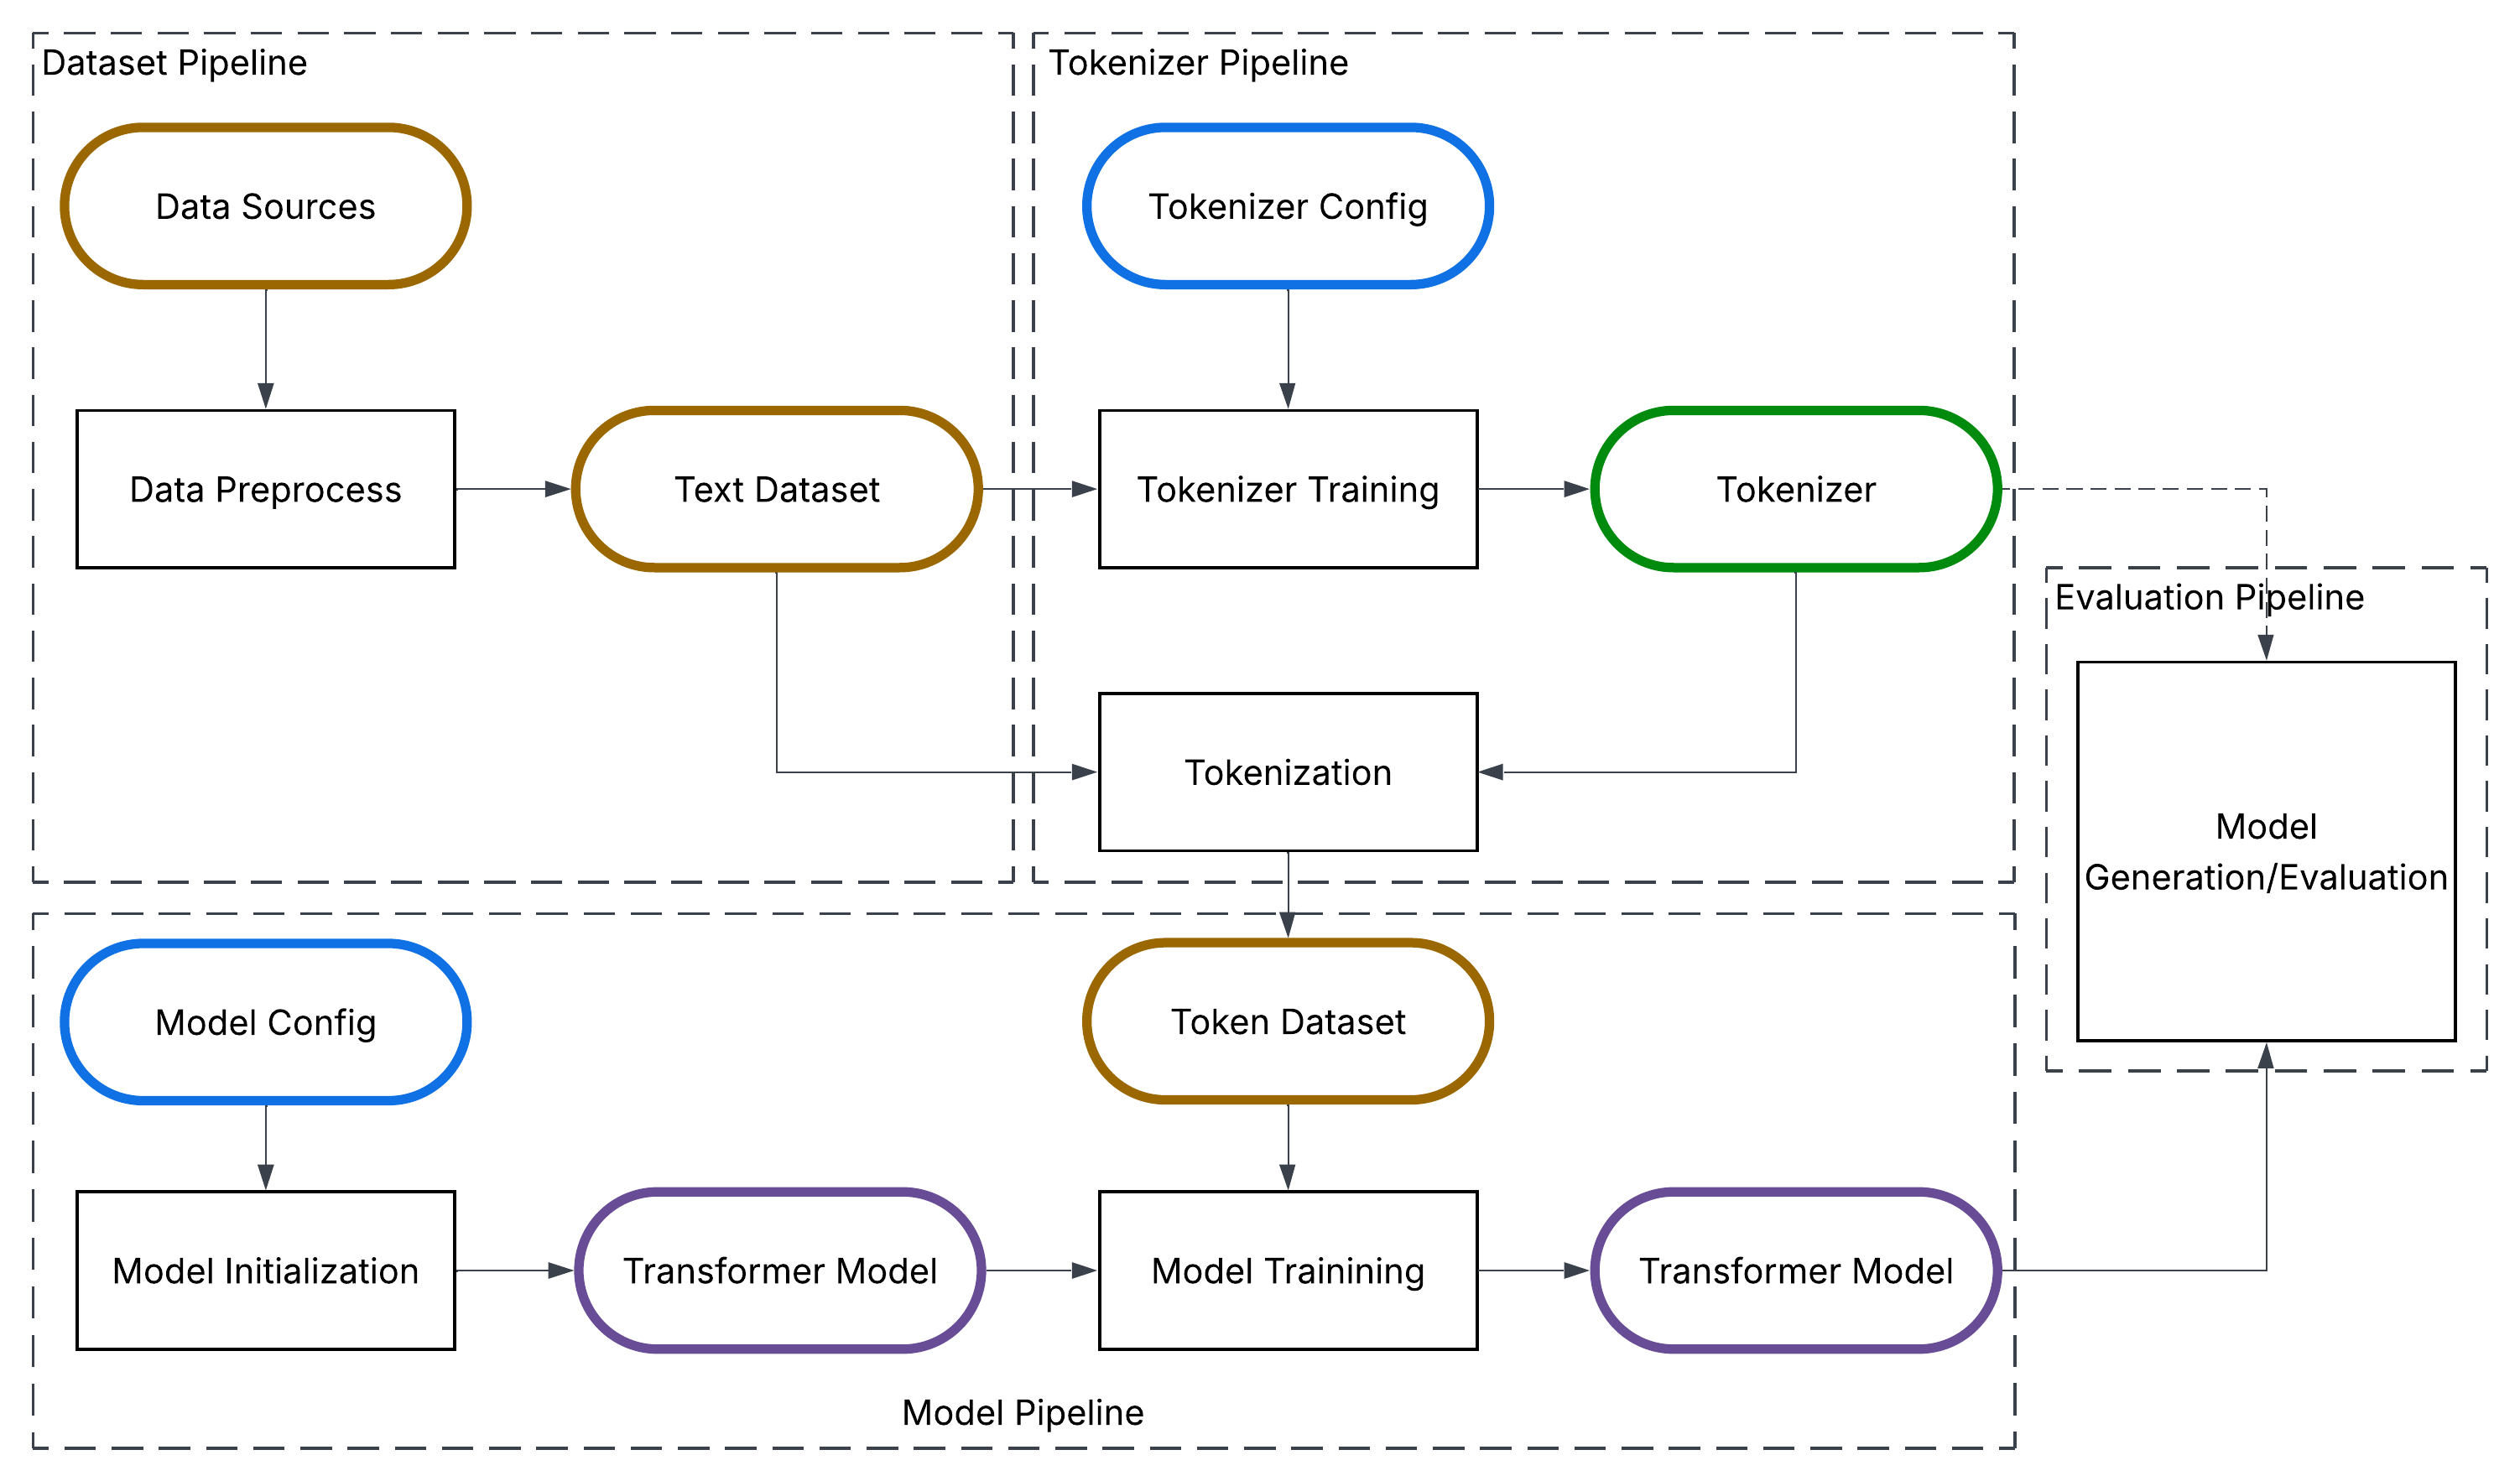 Dataset Pipeline
Tokenizer Pipeline
Data Sources
Tokenizer Config
Data Preprocess
Text Dataset
Tokenizer Training
Tokenizer
Evaluation Pipeline
Tokenization
Model
Generation/Evaluation
Model Config
Token Dataset
Model Initialization
Transformer Model
Model Trainining
Transformer Model
Model Pipeline